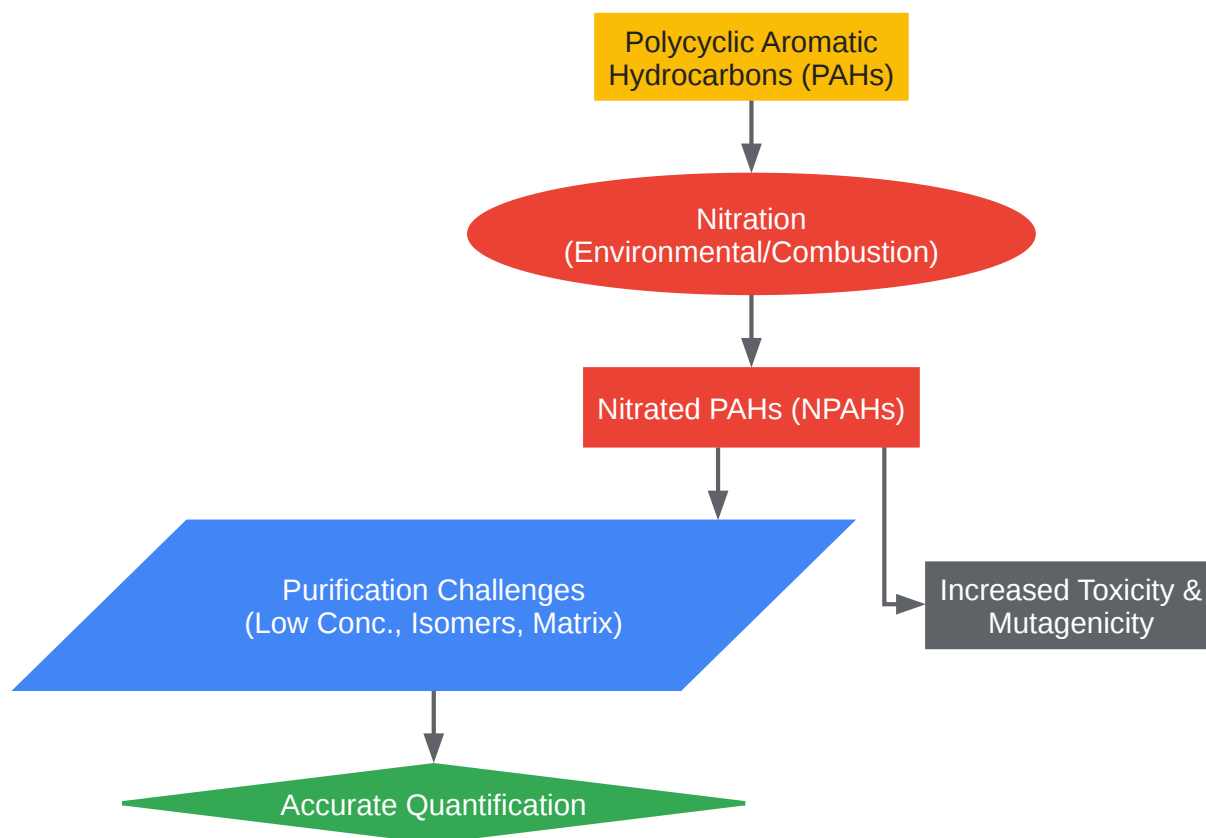 Polycyclic Aromatic
Hydrocarbons (PAHs)
Nitration
(Environmental/Combustion)
Nitrated PAHs (NPAHs)
Purification Challenges
(Low Conc., Isomers, Matrix)
Increased Toxicity &
Mutagenicity
Accurate Quantification